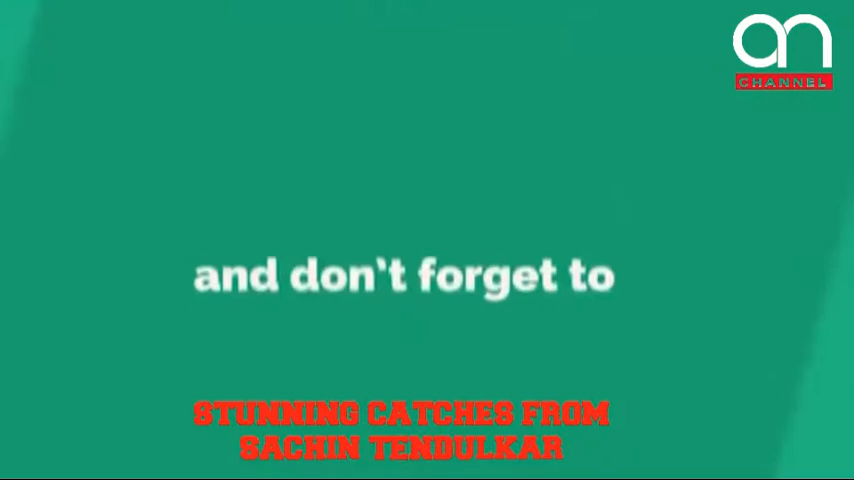 an
CHANNEL
and don't forget to
STUNNING CATCHES FROM
SACHIN TENDULKAR